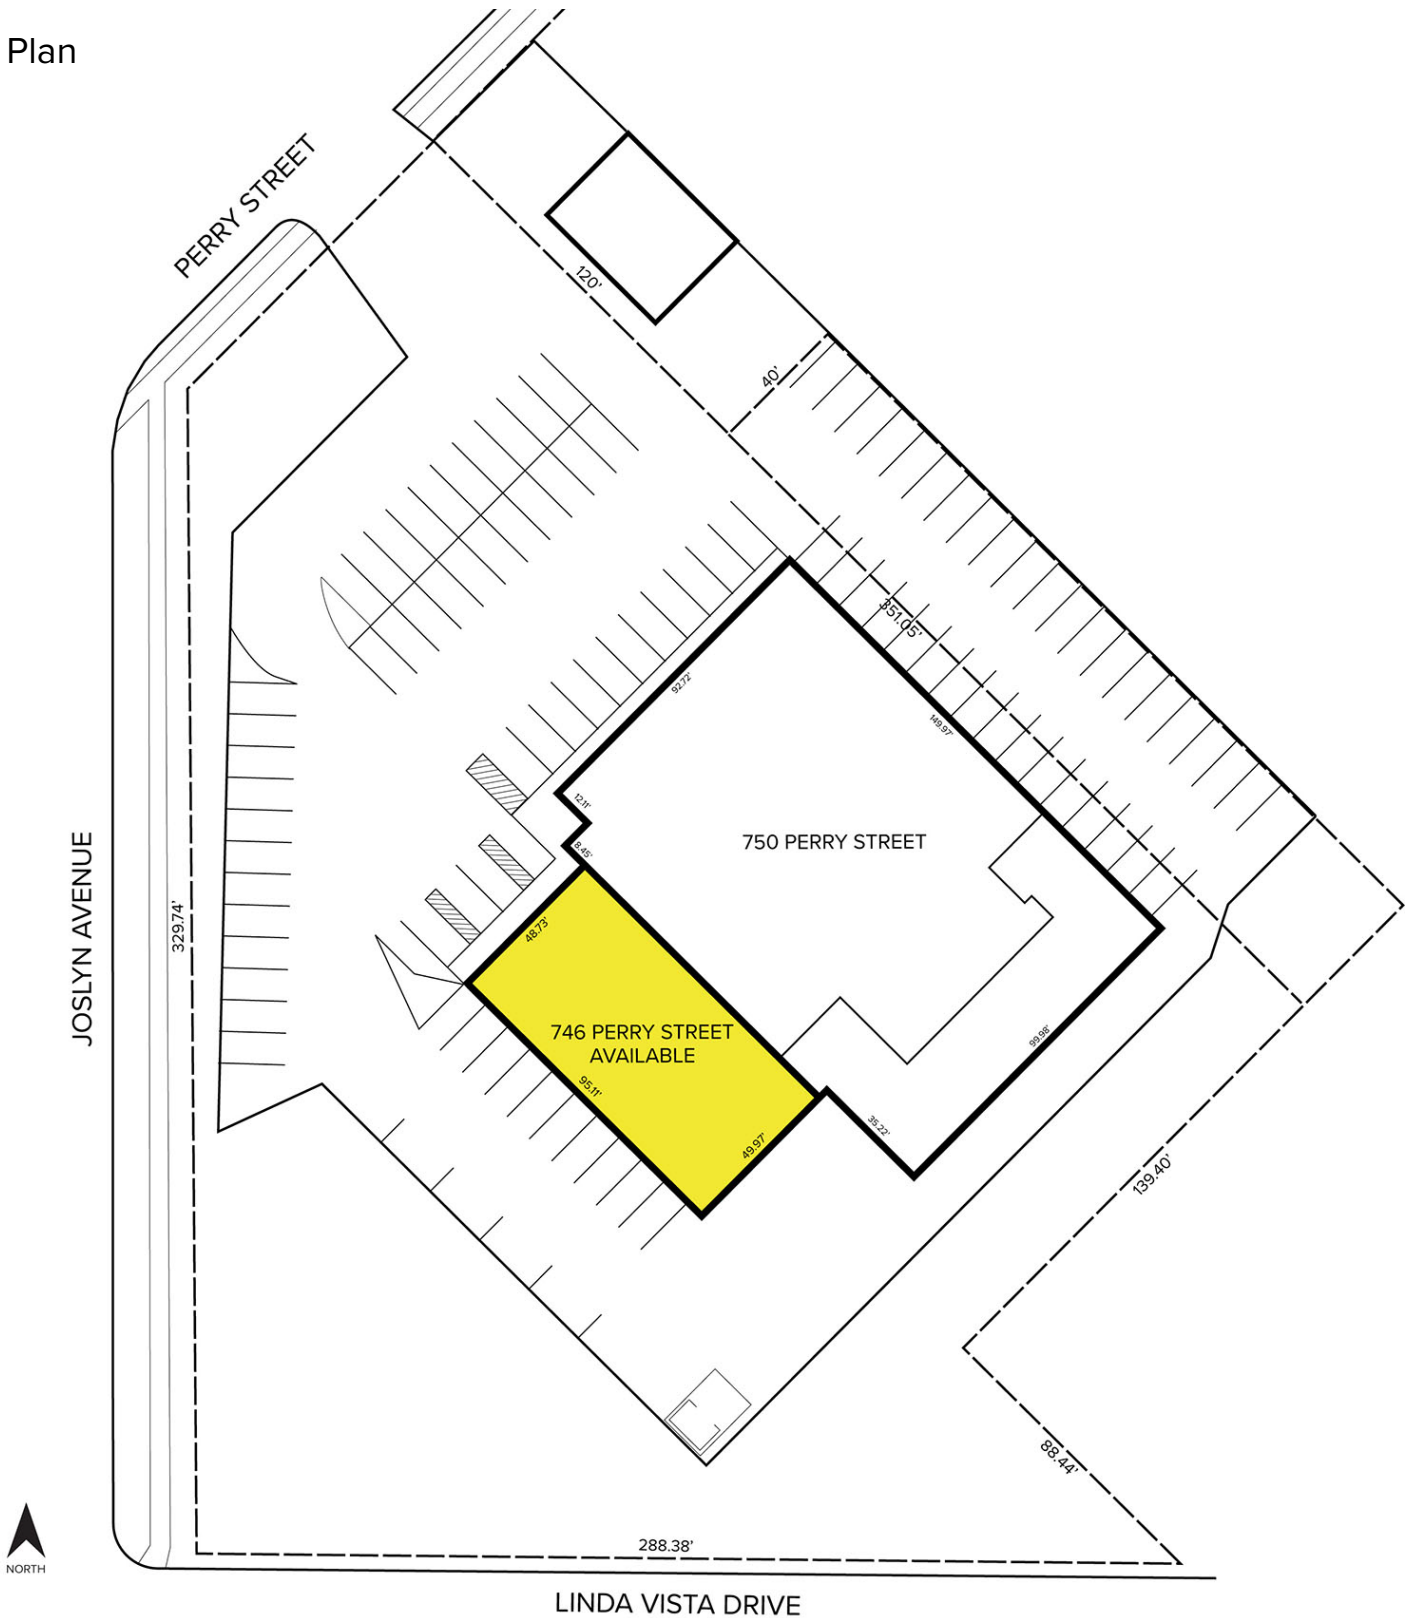 Plan
PERRY STREET
120'
40'
351.05'
92.72'
149.97'
12.11'
8.45'
750 PERRY STREET
JOSLYN AVENUE
329.74'
48.73'
746 PERRY STREET
AVAILABLE
95.11'
49.97'
35.22'
99.98'
139.40'
88.44'
288.38'
NORTH
LINDA VISTA DRIVE